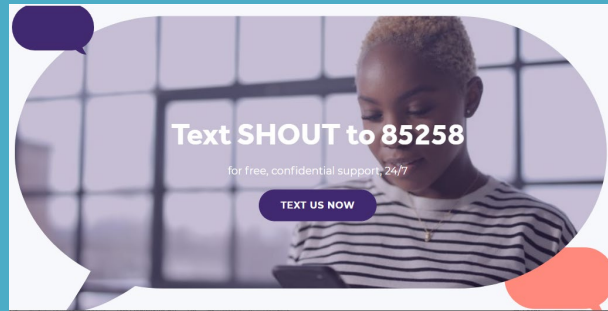 Text SHOUT to 85258
for free, confidential support, 24/7
TEXT US NOW